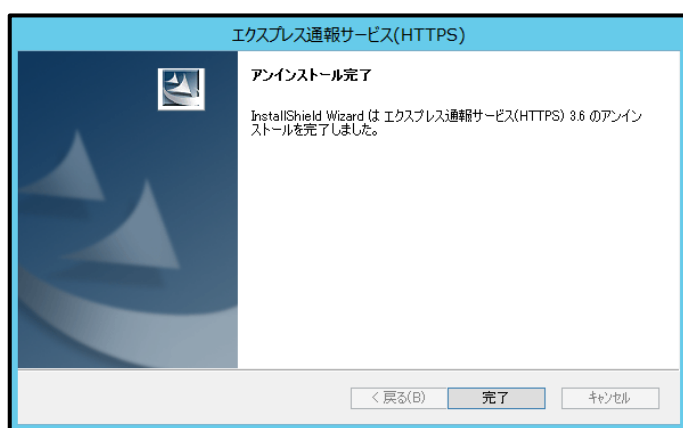 エクスプレス通報サービス(HTTPS)
アンインストール完了
InstallShield Wizard は エクスプレス通報サービス(HTTPS) 3.6 のアンイン
ストールを完了しました。
< 戻る(B)
完了
キャンセル